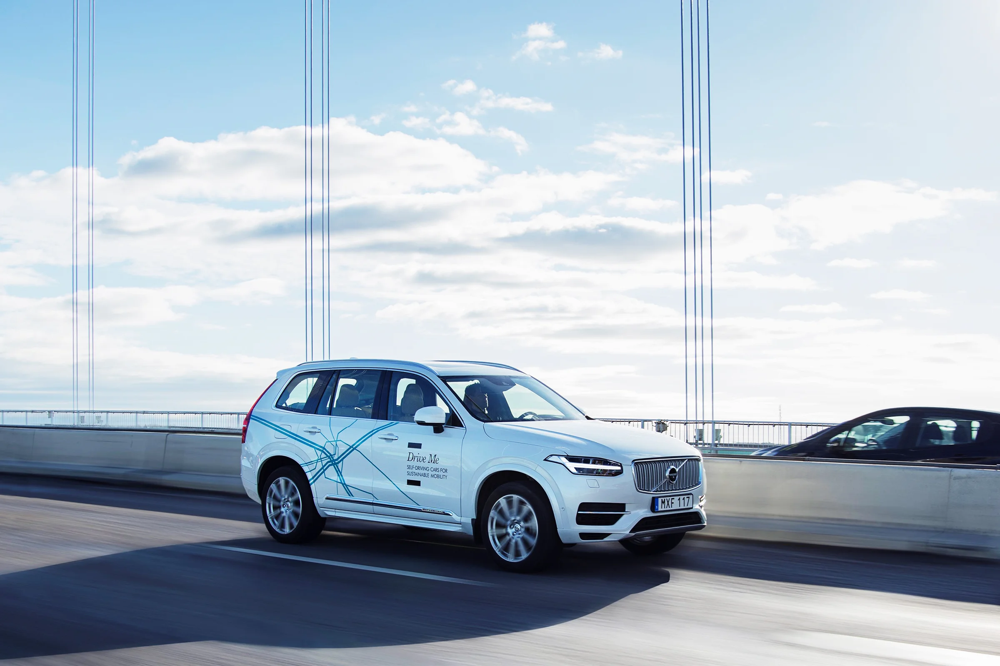 Drive Me
SELF-DRIVING CARS FOR
SUSTAINABLE MOBILITY
MXF 117